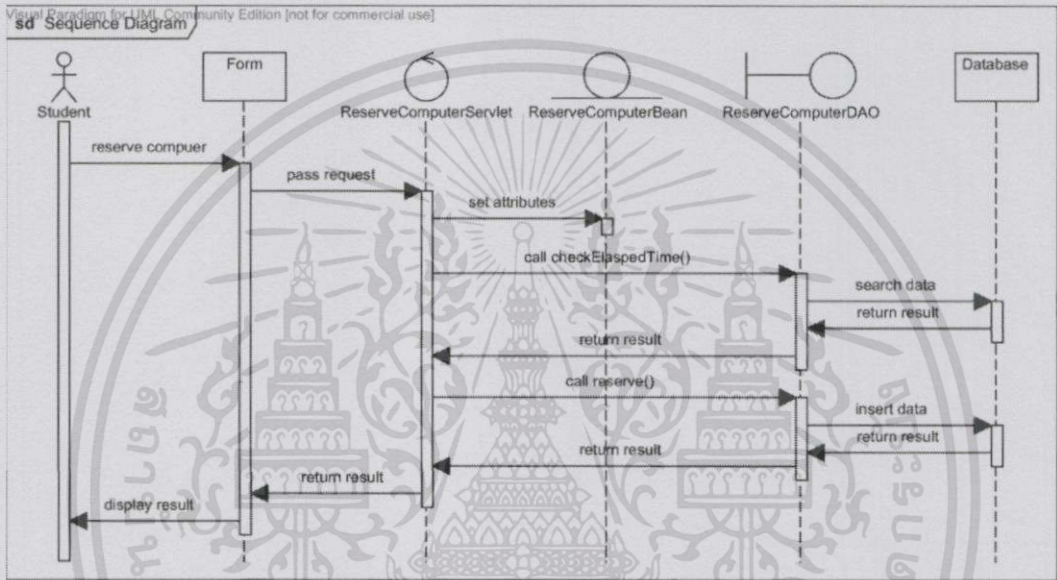 Visual Paradigm for UML Community Edition [not for commercial use]
sd Sequence Diagram
Student
Form
ReserveComputerServlet
ReserveComputerBean
ReserveComputerDAO
Database
reserve compuer
pass request
set attributes
call checkElaspedTime()
search data
return result
return result
call reserve()
insert data
return result
return result
return result
display result